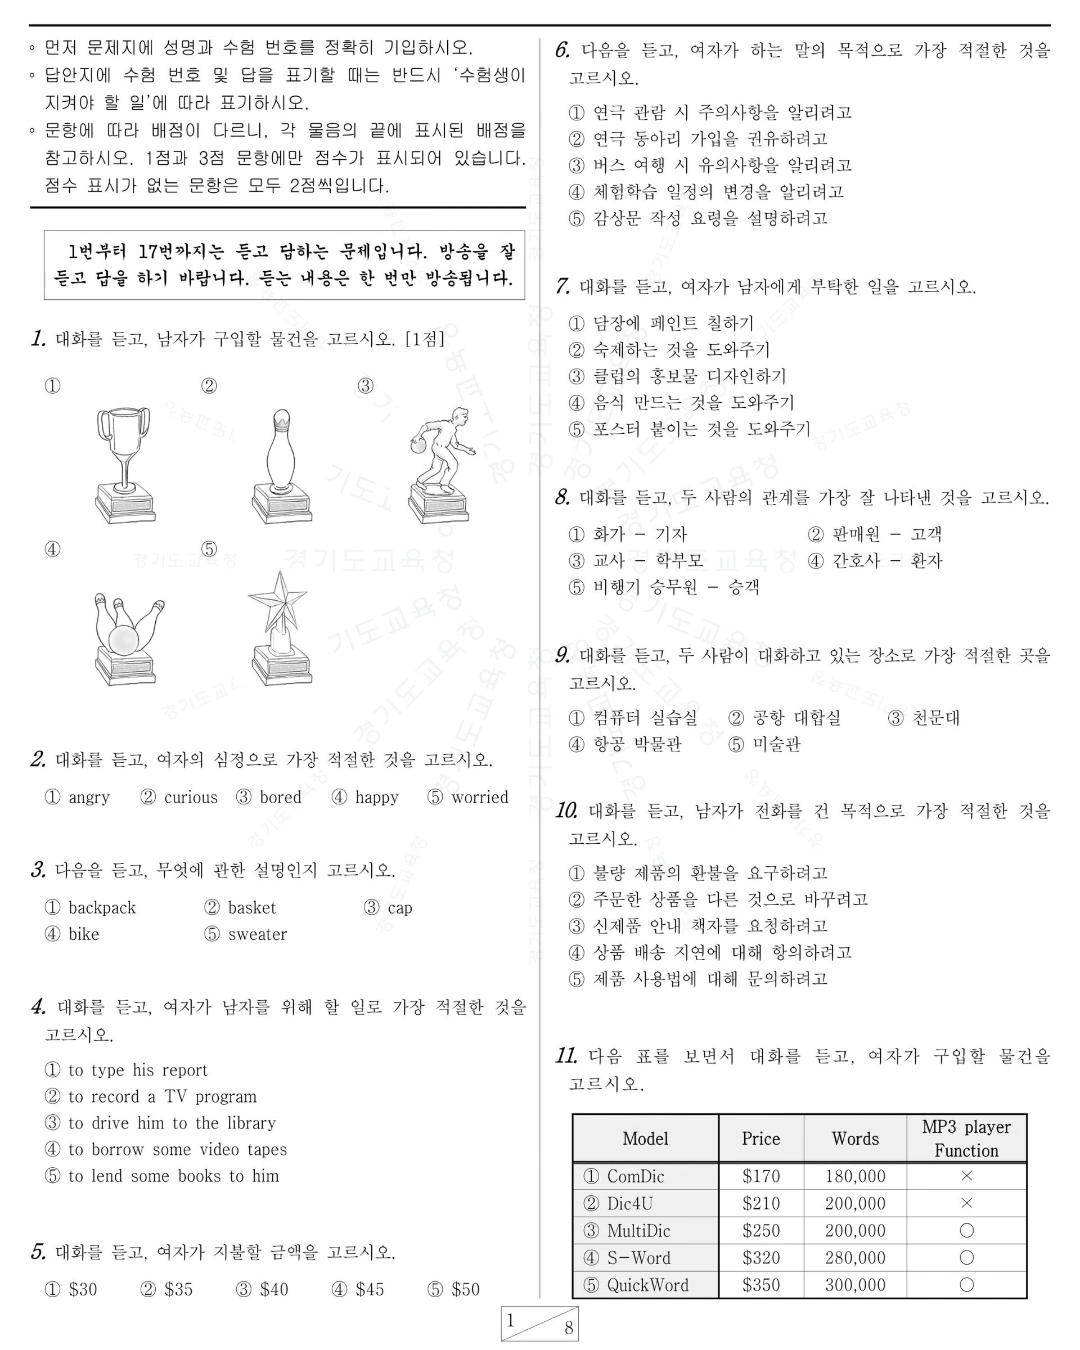 ◦ 먼저 문제지에 성명과 수험 번호를 정확히 기입하시오.
◦ 답안지에 수험 번호 및 답을 표기할 때는 반드시 ‘수험생이
지켜야 할 일’에 따라 표기하시오.
◦ 문항에 따라 배점이 다르니, 각 물음의 끝에 표시된 배점을
참고하시오. 1점과 3점 문항에만 점수가 표시되어 있습니다.
점수 표시가 없는 문항은 모두 2점씩입니다.
1번부터 17번까지는 듣고 답하는 문제입니다. 방송을 잘
듣고 답을 하기 바랍니다. 듣는 내용은 한 번만 방송됩니다.
1. 대화를 듣고, 남자가 구입할 물건을 고르시오. [1점]
① ② ③
④ ⑤
2. 대화를 듣고, 여자의 심정으로 가장 적절한 것을 고르시오.
① angry ② curious ③ bored ④ happy ⑤ worried
3. 다음을 듣고, 무엇에 관한 설명인지 고르시오.
① backpack ② basket ③ cap
④ bike ⑤ sweater
4. 대화를 듣고, 여자가 남자를 위해 할 일로 가장 적절한 것을
고르시오.
① to type his report
② to record a TV program
③ to drive him to the library
④ to borrow some video tapes
⑤ to lend some books to him
5. 대화를 듣고, 여자가 지불할 금액을 고르시오.
① $30 ② $35 ③ $40 ④ $45 ⑤ $50
6. 다음을 듣고, 여자가 하는 말의 목적으로 가장 적절한 것을
고르시오.
① 연극 관람 시 주의사항을 알리려고
② 연극 동아리 가입을 권유하려고
③ 버스 여행 시 유의사항을 알리려고
④ 체험학습 일정의 변경을 알리려고
⑤ 감상문 작성 요령을 설명하려고
7. 대화를 듣고, 여자가 남자에게 부탁한 일을 고르시오.
① 담장에 페인트 칠하기
② 숙제하는 것을 도와주기
③ 클럽의 홍보물 디자인하기
④ 음식 만드는 것을 도와주기
⑤ 포스터 붙이는 것을 도와주기
8. 대화를 듣고, 두 사람의 관계를 가장 잘 나타낸 것을 고르시오.
① 화가 - 기자 ② 판매원 - 고객
③ 교사 - 학부모 ④ 간호사 - 환자
⑤ 비행기 승무원 - 승객
9. 대화를 듣고, 두 사람이 대화하고 있는 장소로 가장 적절한 곳을
고르시오.
① 컴퓨터 실습실 ② 공항 대합실 ③ 천문대
④ 항공 박물관 ⑤ 미술관
10. 대화를 듣고, 남자가 전화를 건 목적으로 가장 적절한 것을
고르시오.
① 불량 제품의 환불을 요구하려고
② 주문한 상품을 다른 것으로 바꾸려고
③ 신제품 안내 책자를 요청하려고
④ 상품 배송 지연에 대해 항의하려고
⑤ 제품 사용법에 대해 문의하려고
11. 다음 표를 보면서 대화를 듣고, 여자가 구입할 물건을
고르시오.
Model Price Words MP3 player Function
① ComDic $170 180,000 ×
② Dic4U $210 200,000 ×
③ MultiDic $250 200,000 ○
④ S-Word $320 280,000 ○
⑤ QuickWord $350 300,000 ○
1 8
경기도교육청